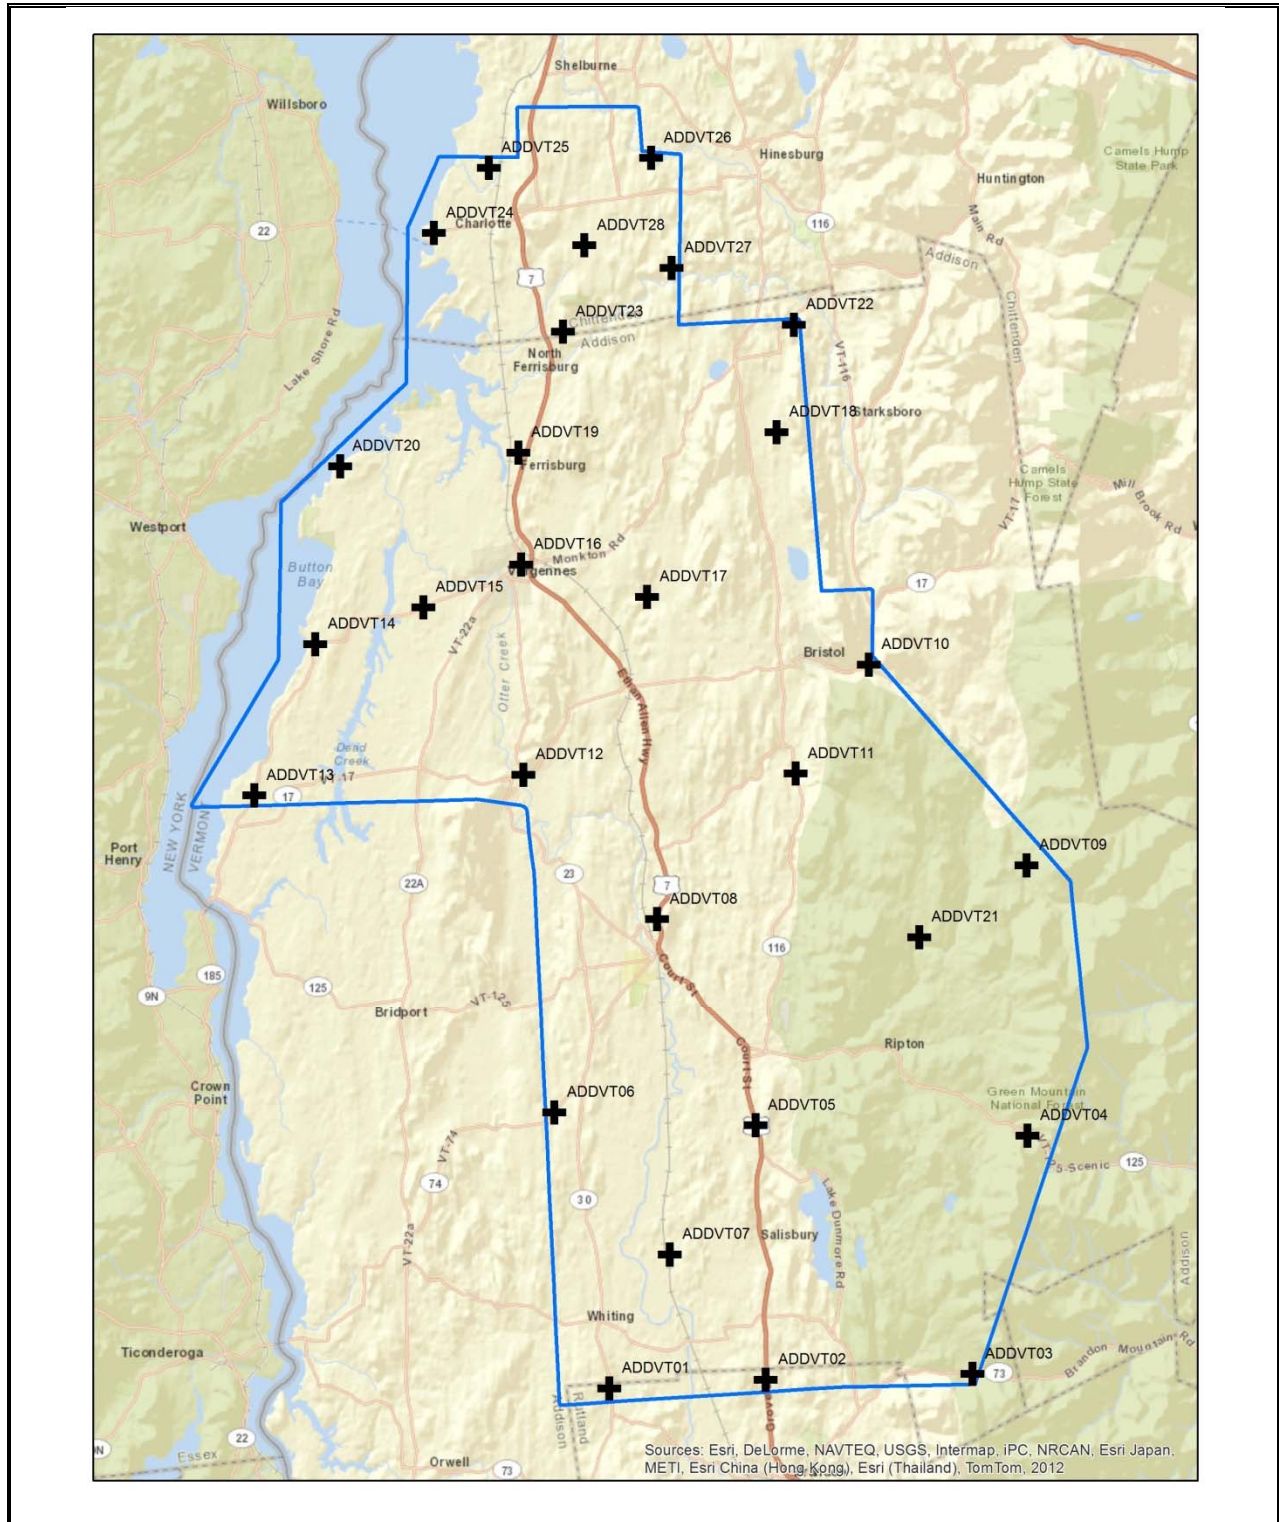 Shelburne
Willsboro
ADDVT25
ADDVT26
Hinesburg
Camels Hump
State Park
Huntington
ADDVT24
Charlotte
22
116
Main Rd
ADDVT28
Addison
ADDVT27
7
ADDVT23
Chittenden
Addison
ADDVT22
Chittenden
Lake Shore Rd
North
Ferrisburg
VT-116
ADDVT18
Starksboro
ADDVT19
Ferrisburg
ADDVT20
Camels
Hump State
Forest
Mill Brook Rd
VT-17
Westport
ADDVT16
Monkton Rd
Vergennes
Button
Bay
ADDVT17
17
ADDVT15
ADDVT14
VT-22a
Otter Creek
Bristol
ADDVT10
Ethan Allen Hwy
Dead
Creek
VT-17
ADDVT12
ADDVT11
ADDVT13
17
NEW YORK
VERMONT
Port
Henry
ADDVT09
23
22A
7
ADDVT08
ADDVT21
116
Court St
185
125
9N
VT-125
Bridport
Court St
Ripton
Crown
Point
Green Mountain
National Forest
ADDVT06
ADDVT05
ADDVT04
VT-74
5-Scenic
125
74
30
Lake Dunmore Rd
VT-22a
ADDVT07
Salisbury
Addison
Whiting
Ticonderoga
Brandon Mountain Rd
ADDVT01
ADDVT02
ADDVT03
73
Addison
Rutland
Grove
22
Essex
Orwell
73
Sources: Esri, DeLorme, NAVTEQ, USGS, Intermap, iPC, NRCAN, Esri Japan,
METI, Esri China (Hong Kong), Esri (Thailand), TomTom, 2012